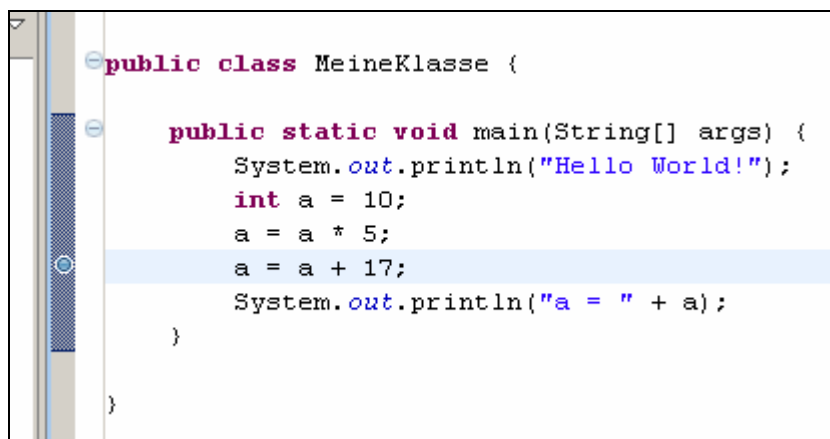 public class MeineKlasse {
public static void main(String[] args) {
System.out.println("Hello World!");
int a = 10;
a = a * 5;
a = a + 17;
System.out.println("a = " + a);
}
}